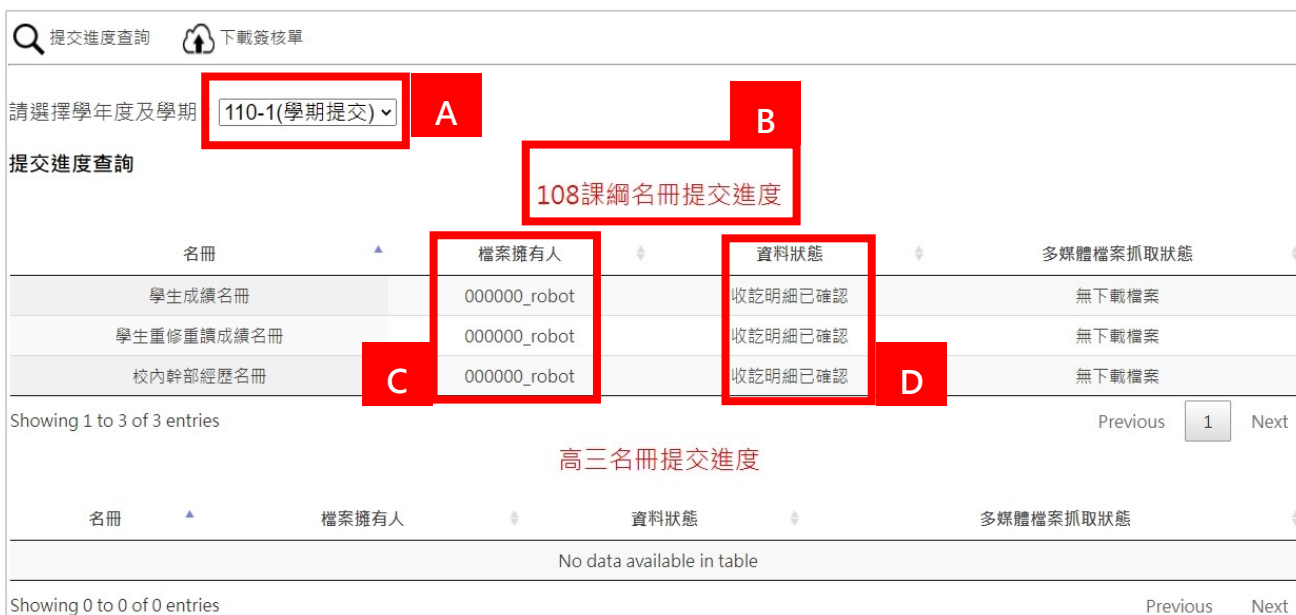 提交進度查詢 下載簽核單
請選擇學年度及學期 110-1(學期提交) A
B
提交進度查詢
108課綱名冊提交進度
名冊 檔案擁有人 資料狀態 多媒體檔案抓取狀態
學生成績名冊 000000_robot 收訖明細已確認 無下載檔案
學生重修重讀成績名冊 000000_robot 收訖明細已確認 無下載檔案
校內幹部經歷名冊 C 000000_robot 收訖明細已確認 D 無下載檔案
Showing 1 to 3 of 3 entries Previous 1 Next
高三名冊提交進度
名冊 檔案擁有人 資料狀態 多媒體檔案抓取狀態
No data available in table
Showing 0 to 0 of 0 entries Previous Next